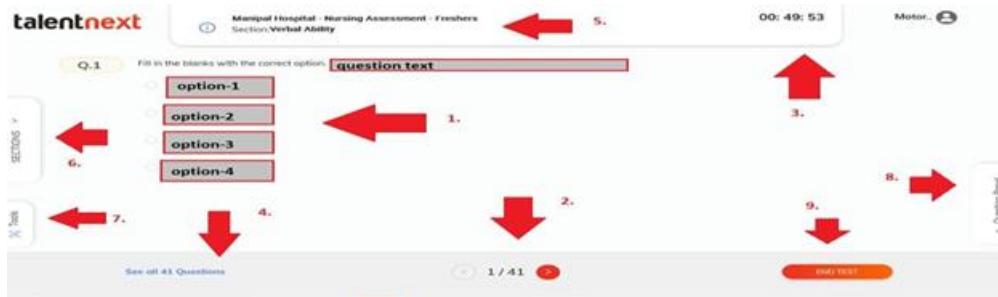 talentnext
Manipal Hospital - Nursing Assessment - Freshers
Section:Verbal Ability
5.
00: 49: 53
Motor..
Q.1
Fill in the blanks with the correct option. question text
option-1
option-2
option-3
option-4
1.
3.
SECTIONS >
6.
8.
Question Panel
Tools
7.
4.
2.
9.
See all 41 Questions
< 1 / 41 >
END TEST